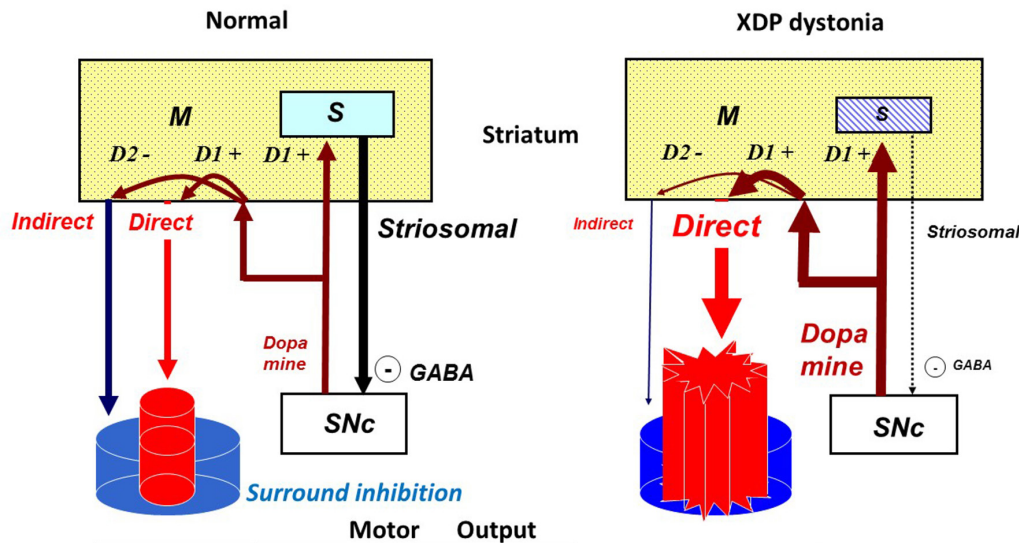 Normal
XDP dystonia
M
S
D2 - D1 + D1 +
Striatum
Indirect
Direct
Striosomal
Dopa
mine
- GABA
SNc
Surround inhibition
M
S
D2 - D1 + D1 +
Indirect
Direct
Striosomal
Dopa
mine
- GABA
SNc
Motor Output